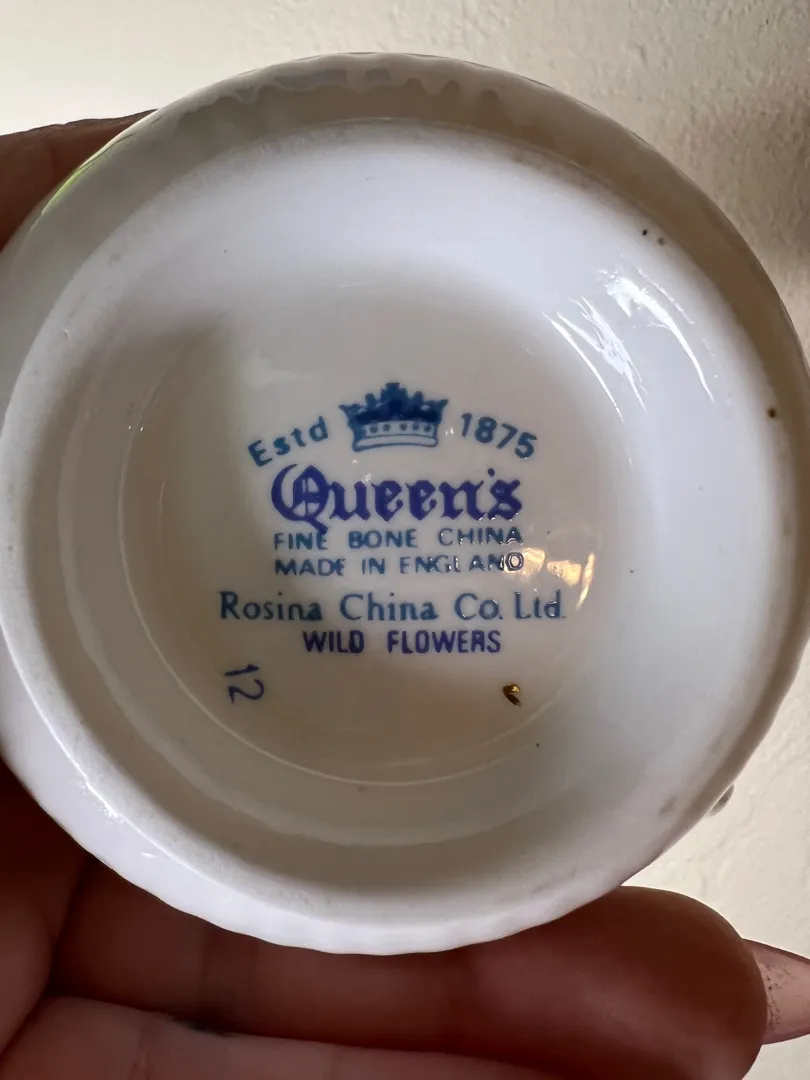 Estd 1875
Queen's
FINE BONE CHINA
MADE IN ENGLAND
Rosina China Co. Ltd.
WILD FLOWERS
12